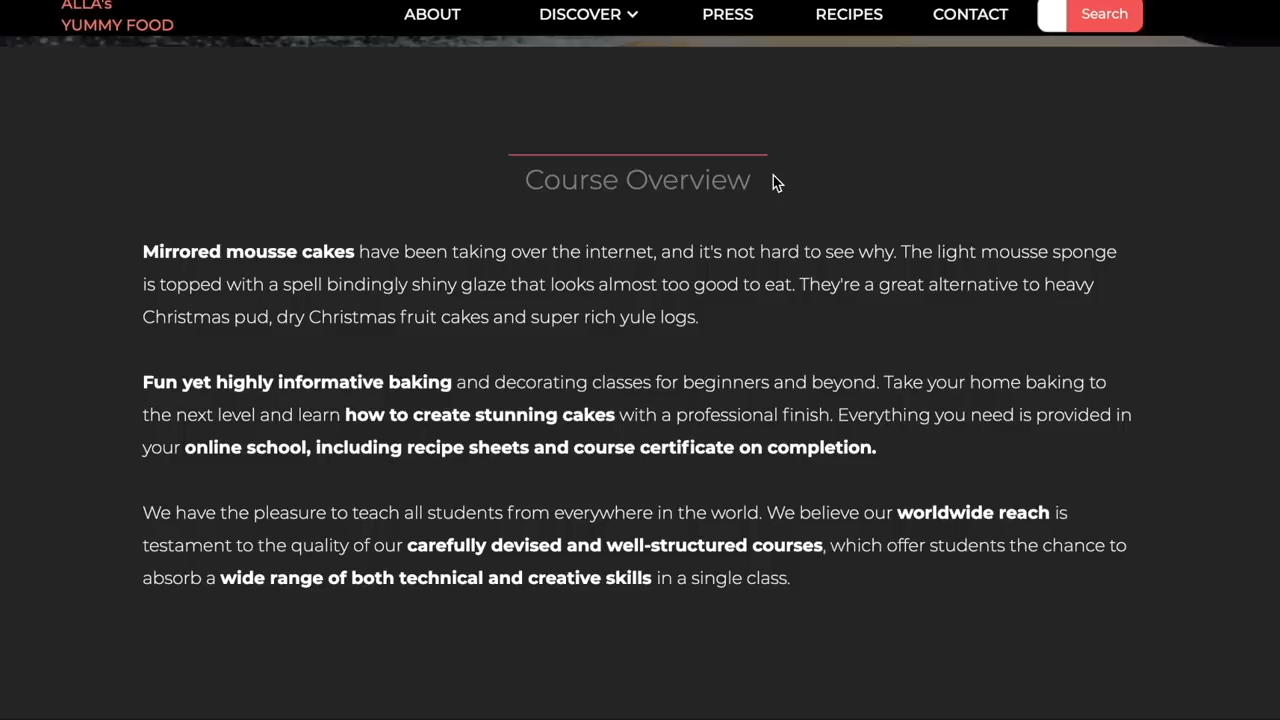 ALLA's
YUMMY FOOD
ABOUT
DISCOVER
PRESS
RECIPES
CONTACT
Search
Course Overview
Mirrored mousse cakes have been taking over the internet, and it's not hard to see why. The light mousse sponge
is topped with a spell bindingly shiny glaze that looks almost too good to eat. They're a great alternative to heavy
Christmas pud, dry Christmas fruit cakes and super rich yule logs.
Fun yet highly informative baking and decorating classes for beginners and beyond. Take your home baking to
the next level and learn how to create stunning cakes with a professional finish. Everything you need is provided in
your online school, including recipe sheets and course certificate on completion.
We have the pleasure to teach all students from everywhere in the world. We believe our worldwide reach is
testament to the quality of our carefully devised and well-structured courses, which offer students the chance to
absorb a wide range of both technical and creative skills in a single class.